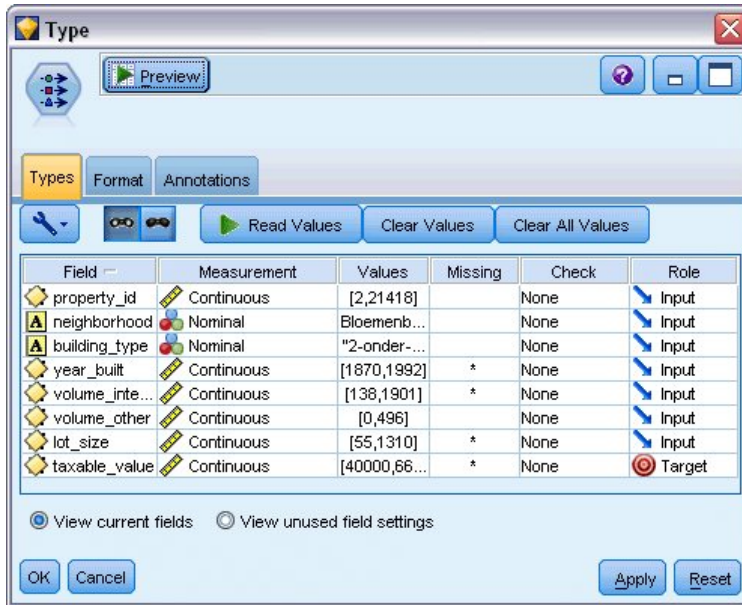 Type
Preview
Types Format Annotations
Read Values Clear Values Clear All Values
Field Measurement Values Missing Check Role
property_id Continuous [2,21418] None Input
A neighborhood Nominal Bloemenb... None Input
A building_type Nominal "2-onder-... None Input
year_built Continuous [1870,1992] * None Input
volume_inte... Continuous [138,1901] * None Input
volume_other Continuous [0,496] None Input
lot_size Continuous [55,1310] * None Input
taxable_value Continuous [40000,66... * None Target
View current fields View unused field settings
OK Cancel Apply Reset